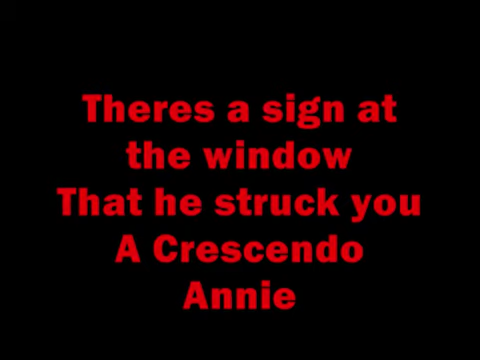 Theres a sign at
the window
That he struck you
A Crescendo
Annie